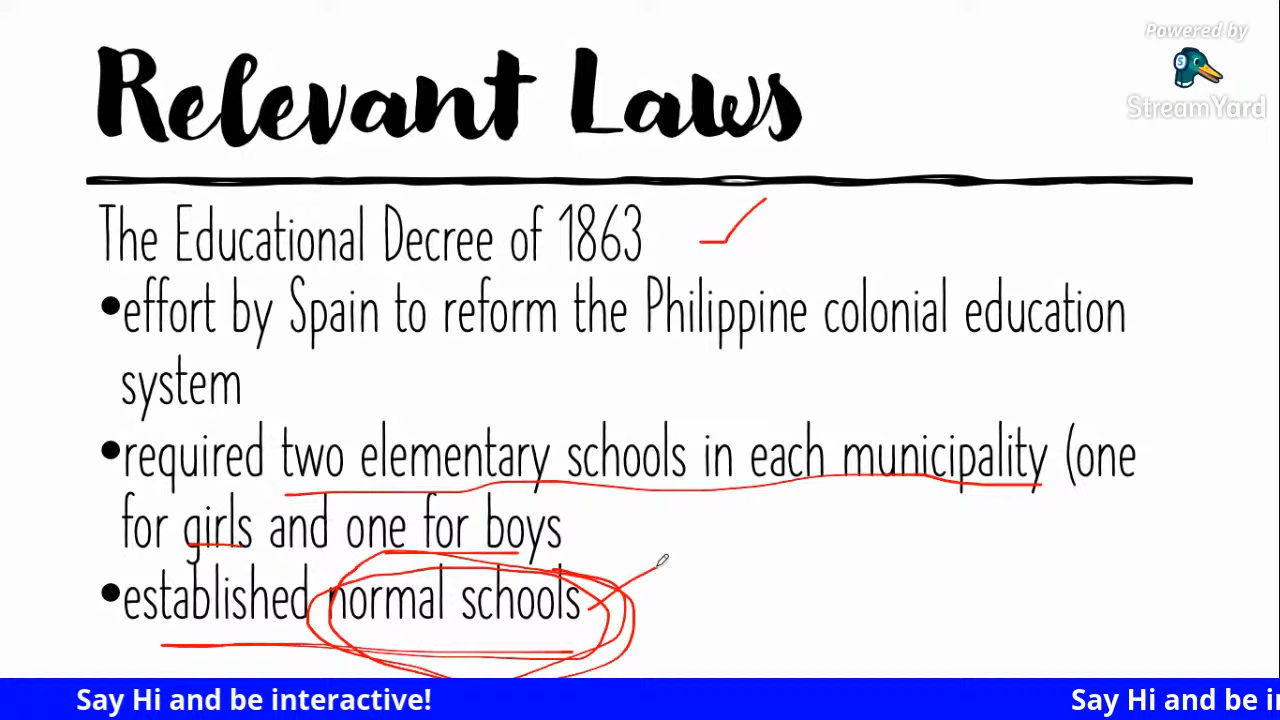 Powered by
StreamYard
Relevant Laws
The Educational Decree of 1863
•effort by Spain to reform the Philippine colonial education
system
•required two elementary schools in each municipality (one
for girls and one for boys
•established normal schools
Say Hi and be interactive!
Say Hi and be